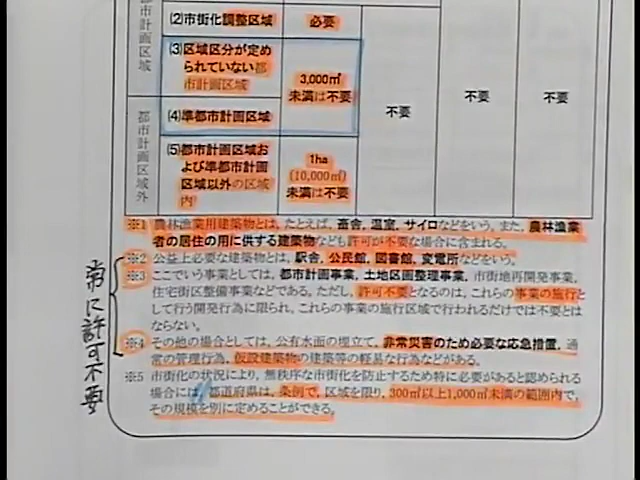 都市計画区域
(2)市街化調整区域
必要
(3)区域区分が定め
られていない都
市計画区域
3,000㎡
未満は不要
(4)準都市計画区域
不要
不要
不要
都市計画区域外
(5)都市計画区域お
よび準都市計画
区域以外の区域
内
1ha
(10,000㎡)
未満は不要
※1 農林漁業用建築物とは、たとえば、畜舎、温室、サイロなどをいう。また、農林漁業
者の居住の用に供する建築物なども許可が不要な場合に含まれる。
※2 公益上必要な建築物とは、駅舎、公民館、図書館、変電所などをいう。
※3 ここでいう事業としては、都市計画事業、土地区画整理事業、市街地再開発事業、
住宅街区整備事業などである。ただし、許可不要となるのは、これらの事業の施行と
して行う開発行為に限られ、これらの事業の施行区域で行われるだけでは不要とは
ならない。
※4 その他の場合としては、公有水面の埋立て、非常災害のため必要な応急措置、通
常の管理行為、仮設建築物の建築等の軽易な行為などがある。
※5 市街化の状況により、無秩序な市街化を防止するため特に必要があると認められる
場合には、都道府県は、条例で、区域を限り、300㎡以上1,000㎡未満の範囲内で、
その規模を別に定めることができる。
常に許可不要